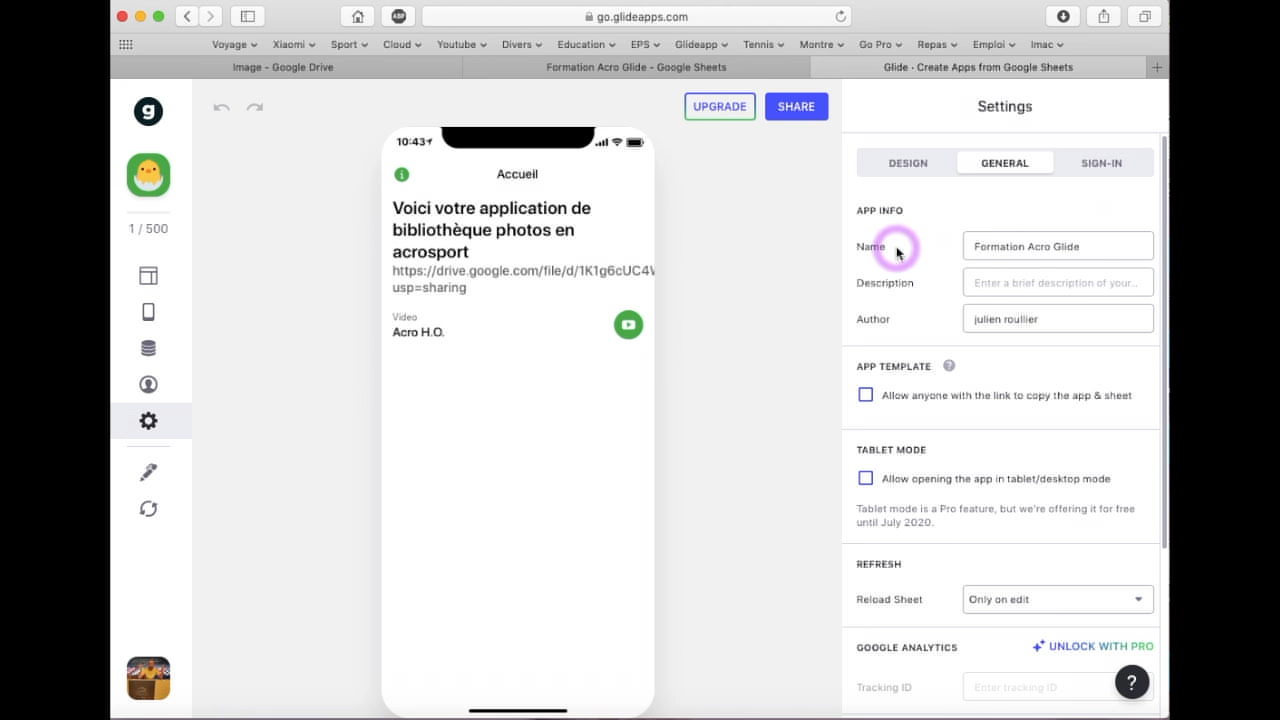 go.glideapps.com
Voyage Xiaomi Sport Cloud Youtube Divers Education EPS Glideapp Tennis Montre Go Pro Repas Emploi Imac
Image - Google Drive
Formation Acro Glide - Google Sheets
Glide · Create Apps from Google Sheets
ABP
g
1 / 500
UPGRADE
SHARE
10:43
Accueil
Voici votre application de
bibliothèque photos en
acrosport
https://drive.google.com/file/d/1K1g6cUC4
usp=sharing
Video
Acro H.O.
Settings
DESIGN GENERAL SIGN-IN
APP INFO
Name Formation Acro Glide
Description Enter a brief description of your..
Author julien roullier
APP TEMPLATE ?
Allow anyone with the link to copy the app & sheet
TABLET MODE
Allow opening the app in tablet/desktop mode
Tablet mode is a Pro feature, but we're offering it for free
until July 2020.
REFRESH
Reload Sheet Only on edit
GOOGLE ANALYTICS UNLOCK WITH PRO
Tracking ID Enter tracking ID
?